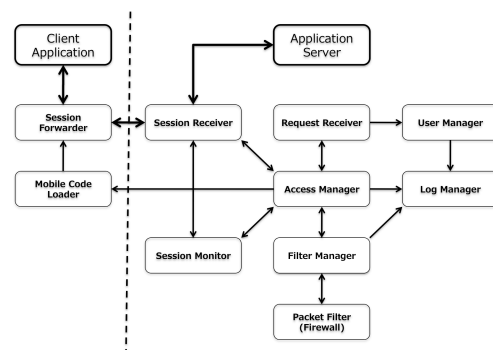 Client
Application
Application
Server
Session
Forwarder
Session Receiver
Request Receiver
User Manager
Mobile Code
Loader
Access Manager
Log Manager
Session Monitor
Filter Manager
Packet Filter
(Firewall)